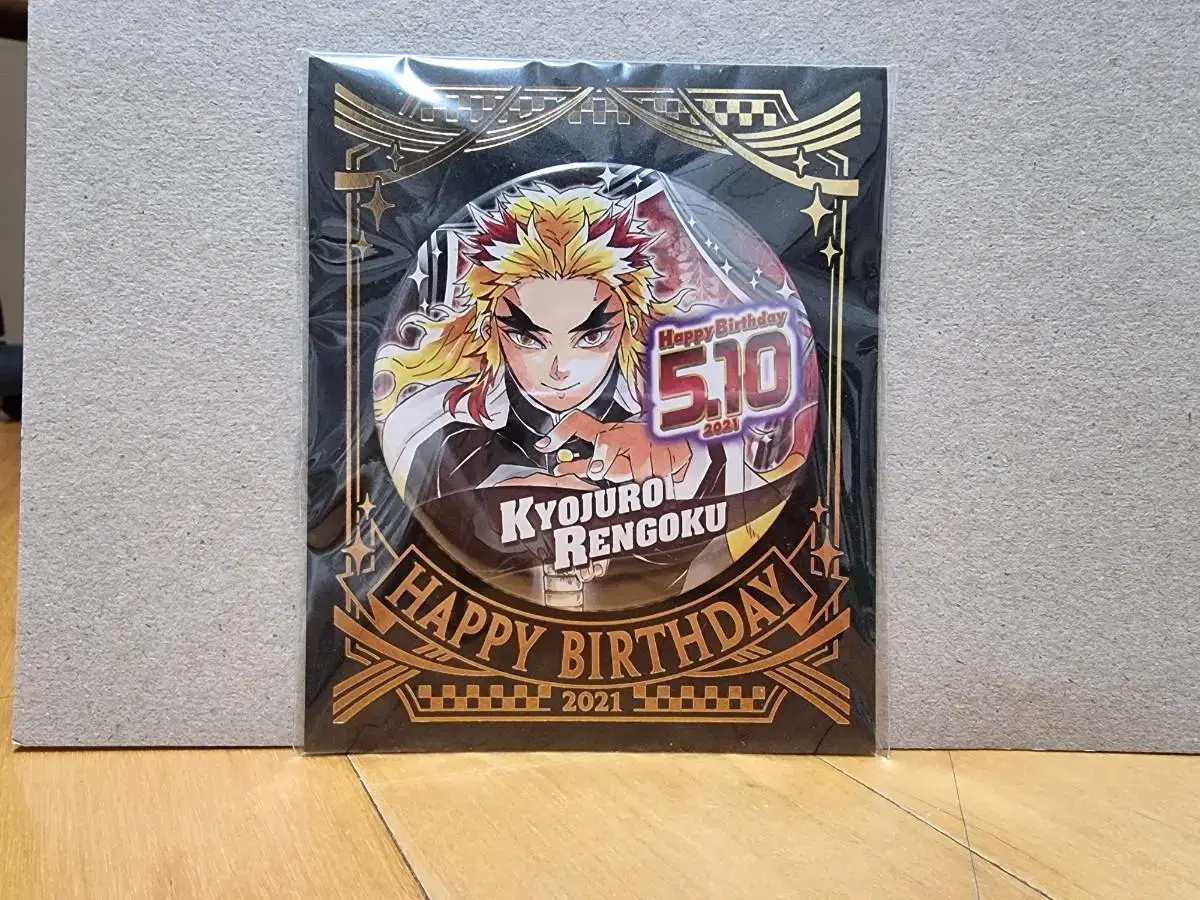 Happy Birthday
5.10
2021
KYOJURO
RENGOKU
HAPPY BIRTHDAY
2021